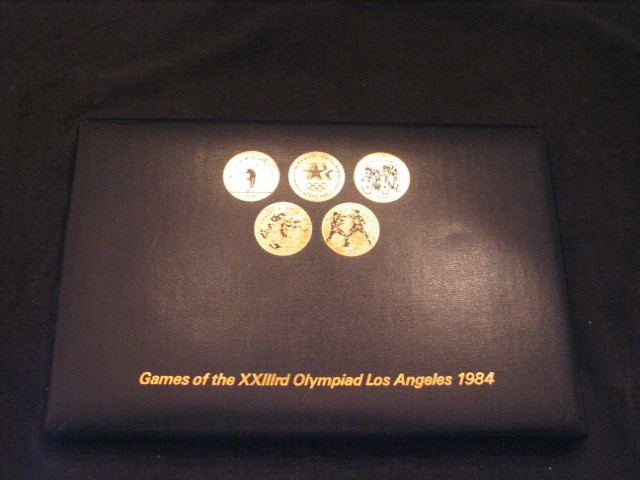 Games of the XXIIIrd Olympiad Los Angeles 1984